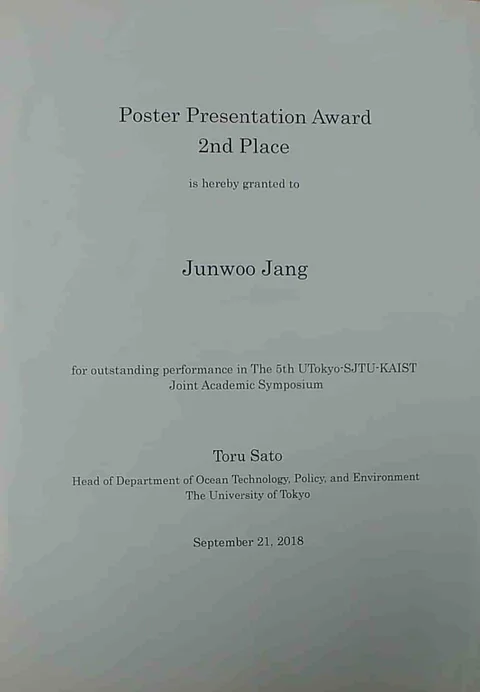 Poster Presentation Award
2nd Place
is hereby granted to
Junwoo Jang
for outstanding performance in The 5th UTokyo-SJTU-KAIST
Joint Academic Symposium
Toru Sato
Head of Department of Ocean Technology, Policy, and Environment
The University of Tokyo
September 21, 2018